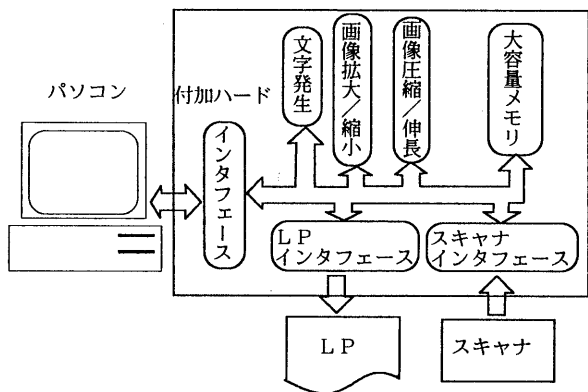 パソコン
付加ハード
インタフェース
文字発生
画像拡大/縮小
画像圧縮/伸長
大容量メモリ
LP
インタフェース
スキャナ
インタフェース
LP
スキャナ